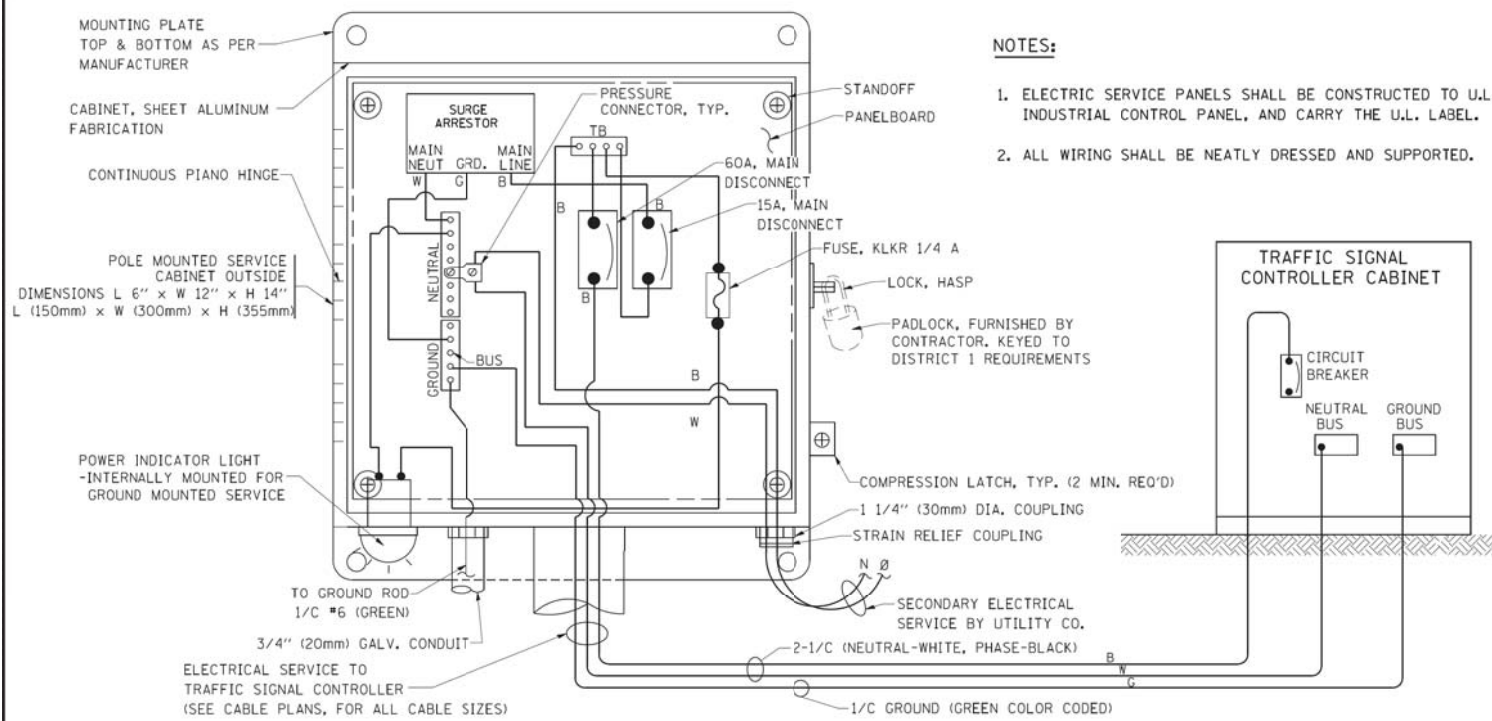 MOUNTING PLATE
TOP & BOTTOM AS PER
MANUFACTURER
CABINET, SHEET ALUMINUM
FABRICATION
CONTINUOUS PIANO HINGE
POLE MOUNTED SERVICE
CABINET OUTSIDE
DIMENSIONS L 6" x W 12" x H 14"
L (150mm) x W (300mm) x H (355mm)
POWER INDICATOR LIGHT
-INTERNALLY MOUNTED FOR
GROUND MOUNTED SERVICE
SURGE
ARRESTOR
MAIN
NEUT
GRD.
MAIN
LINE
W
G
B
PRESSURE
CONNECTOR, TYP.
TB
STANDOFF
PANELBOARD
60A, MAIN
DISCONNECT
B
B
15A, MAIN
DISCONNECT
B
FUSE, KLKR 1/4 A
NEUTRAL
GROUND
BUS
LOCK, HASP
PADLOCK, FURNISHED BY
CONTRACTOR. KEYED TO
DISTRICT 1 REQUIREMENTS
B
W
COMPRESSION LATCH, TYP. (2 MIN. REQ'D)
1 1/4" (30mm) DIA. COUPLING
STRAIN RELIEF COUPLING
N Ø
SECONDARY ELECTRICAL
SERVICE BY UTILITY CO.
TO GROUND ROD
1/C #6 (GREEN)
3/4" (20mm) GALV. CONDUIT
ELECTRICAL SERVICE TO
TRAFFIC SIGNAL CONTROLLER
(SEE CABLE PLANS, FOR ALL CABLE SIZES)
2-1/C (NEUTRAL-WHITE, PHASE-BLACK)
B
W
G
1/C GROUND (GREEN COLOR CODED)
NOTES:
1. ELECTRIC SERVICE PANELS SHALL BE CONSTRUCTED TO U.L
INDUSTRIAL CONTROL PANEL, AND CARRY THE U.L. LABEL.
2. ALL WIRING SHALL BE NEATLY DRESSED AND SUPPORTED.
TRAFFIC SIGNAL
CONTROLLER CABINET
CIRCUIT
BREAKER
NEUTRAL
BUS
GROUND
BUS